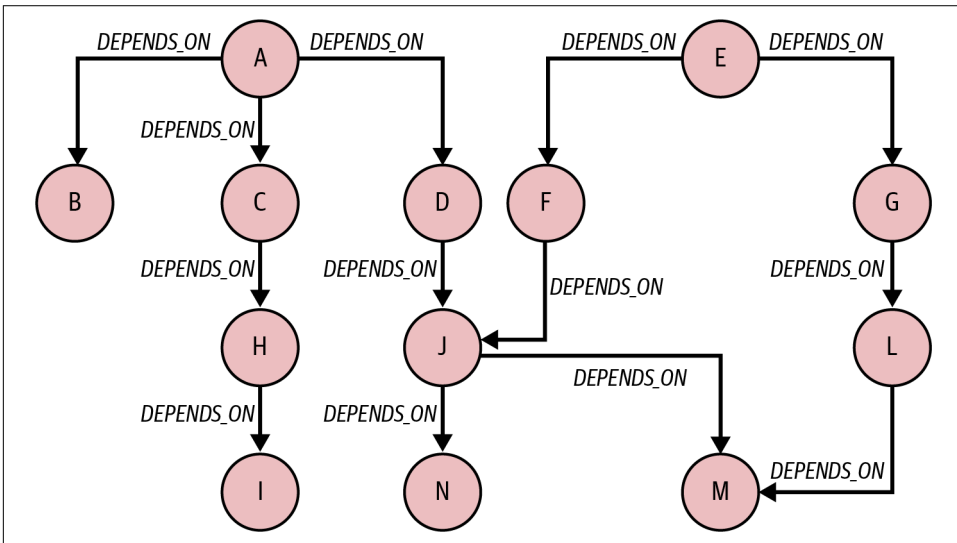 DEPENDS_ON A DEPENDS_ON DEPENDS_ON E DEPENDS_ON
DEPENDS_ON
B C D F G
DEPENDS_ON DEPENDS_ON DEPENDS_ON DEPENDS_ON
H J L
DEPENDS_ON
DEPENDS_ON DEPENDS_ON
DEPENDS_ON
I N M